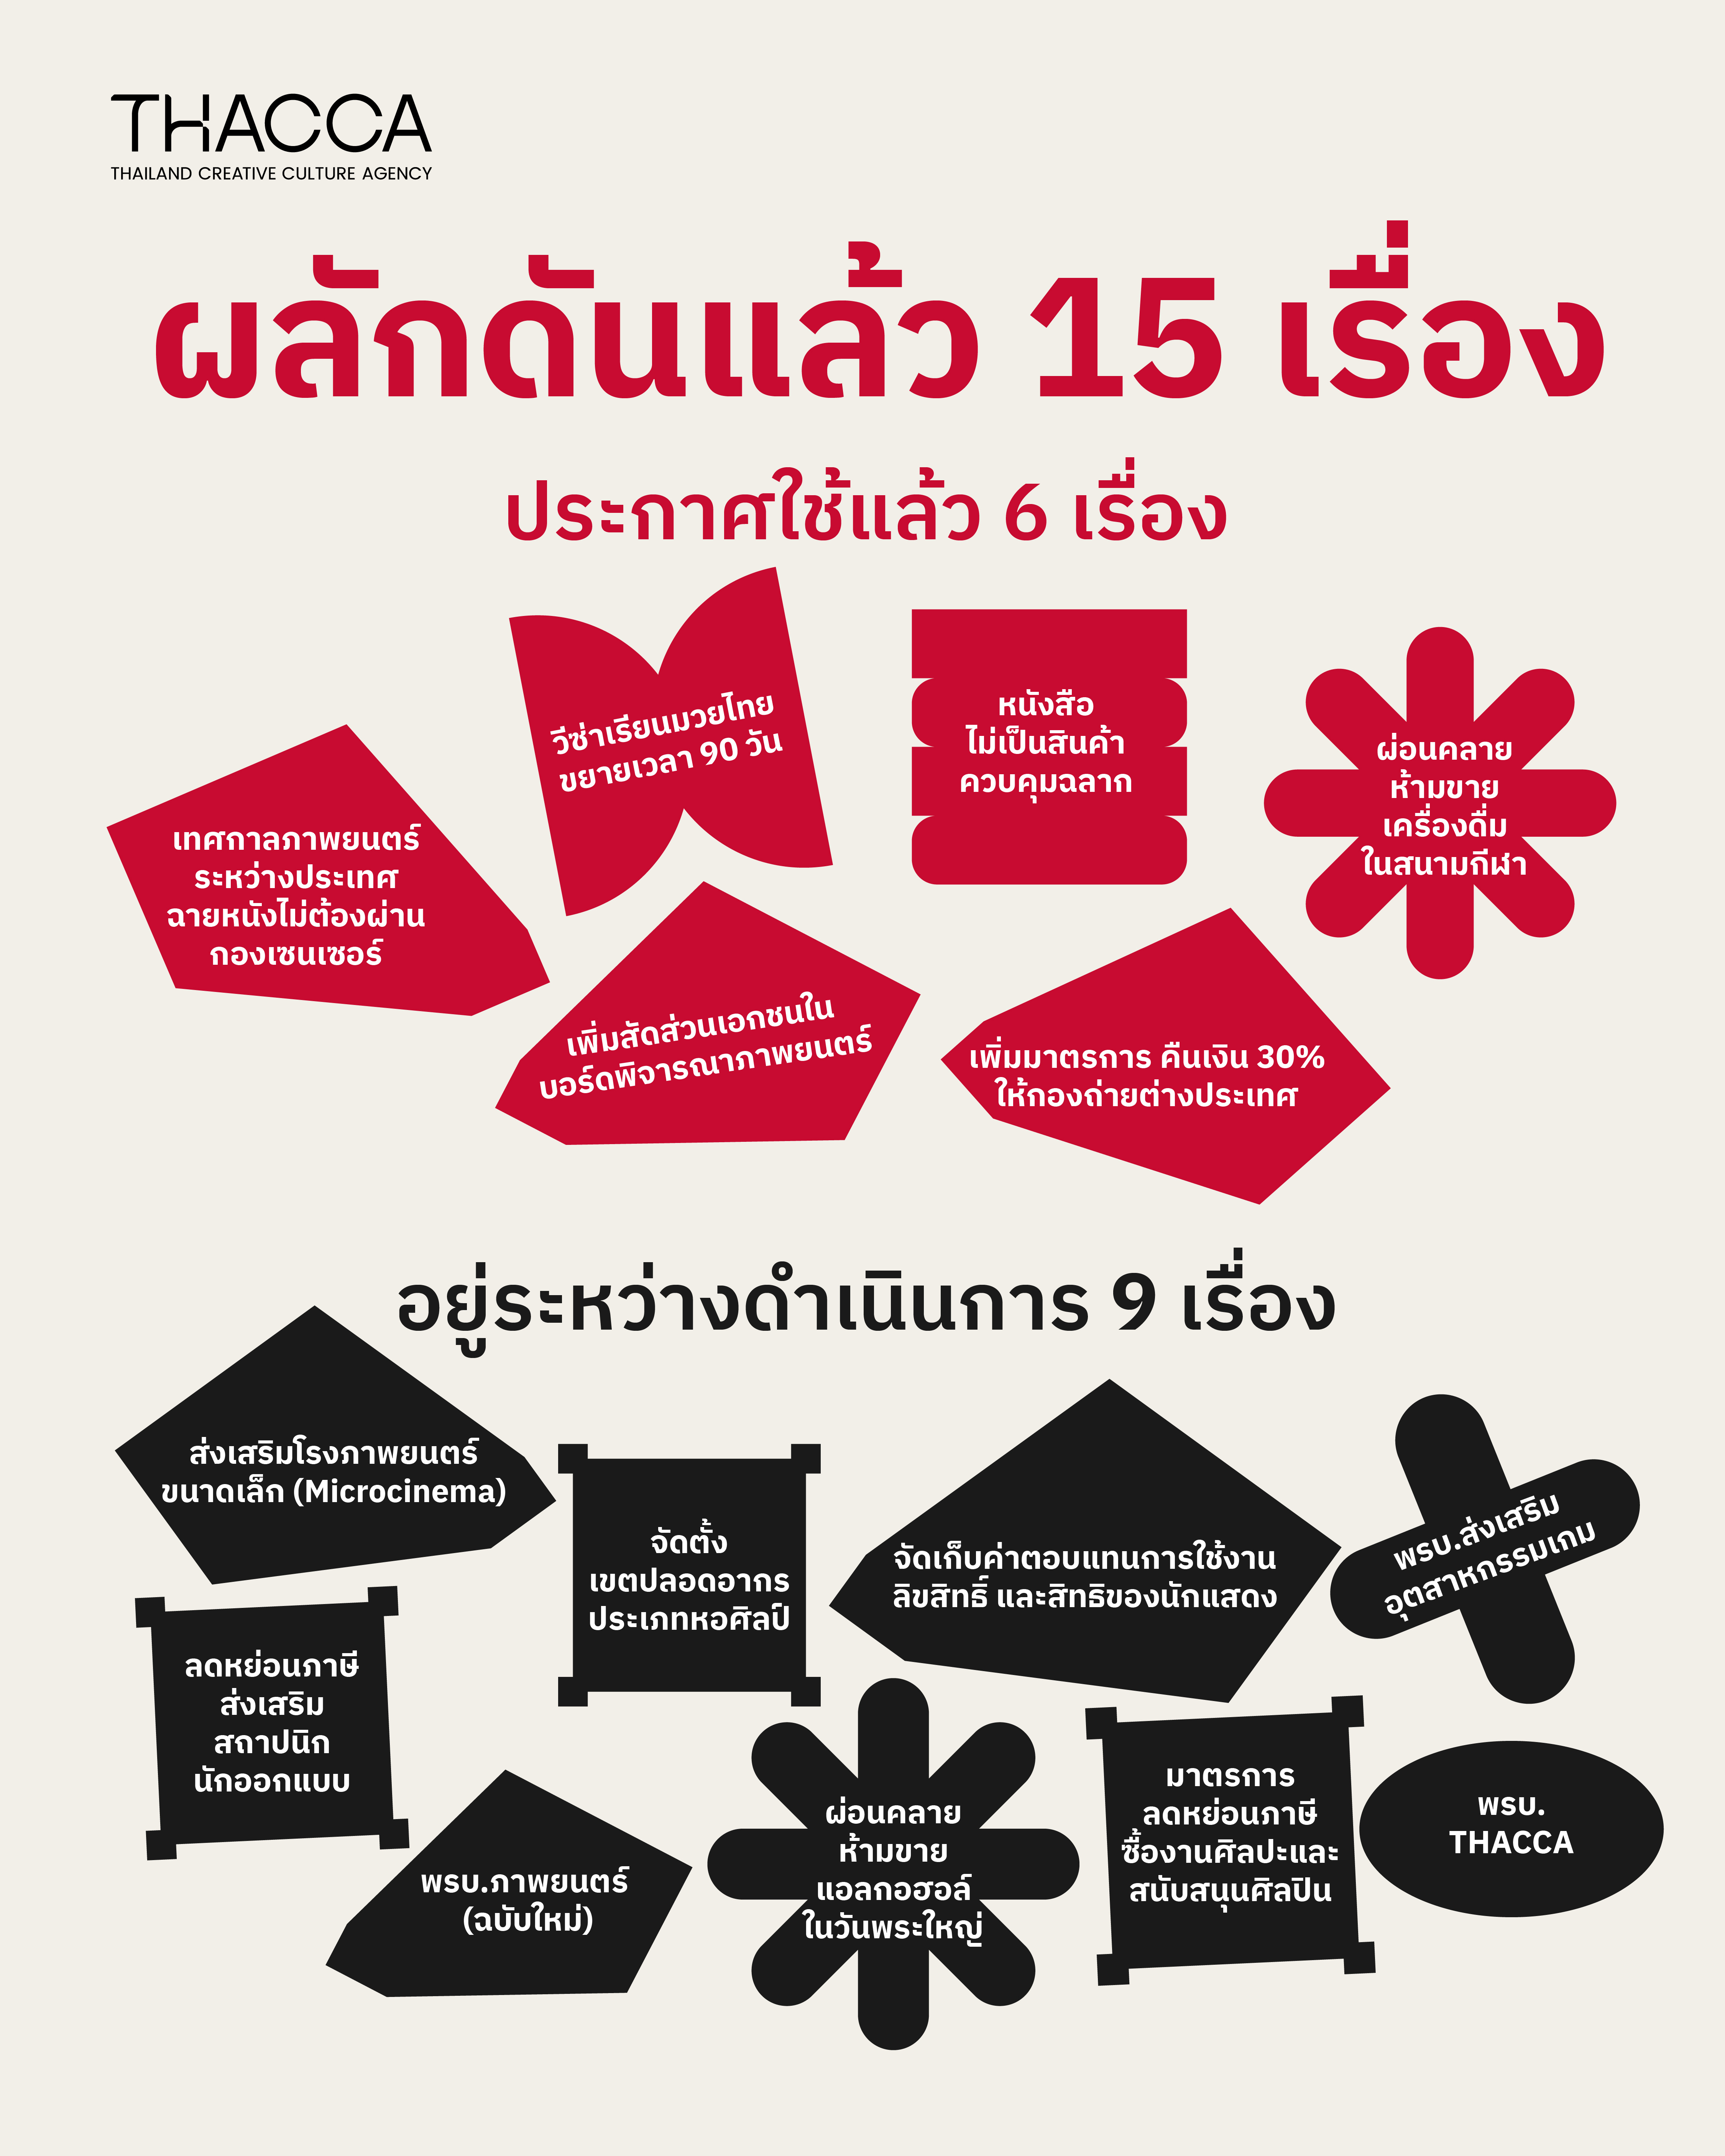 THACCA
THAILAND CREATIVE CULTURE AGENCY
ผลักดันแล้ว 15 เรื่อง
ประกาศใช้แล้ว 6 เรื่อง
วีซ่าเรียนมวยไทย
ขยายเวลา 90 วัน
หนังสือ
ไม่เป็นสินค้า
ควบคุมฉลาก
ผ่อนคลาย
ห้ามขาย
เครื่องดื่ม
ในสนามกีฬา
เทศกาลภาพยนตร์
ระหว่างประเทศ
ฉายหนังไม่ต้องผ่าน
กองเซนเซอร์
เพิ่มสัดส่วนเอกชนใน
บอร์ดพิจารณาภาพยนตร์
เพิ่มมาตรการ คืนเงิน 30%
ให้กองถ่ายต่างประเทศ
อยู่ระหว่างดำเนินการ 9 เรื่อง
ส่งเสริมโรงภาพยนตร์
ขนาดเล็ก (Microcinema)
จัดตั้ง
เขตปลอดอากร
ประเภทหอศิลป์
จัดเก็บค่าตอบแทนการใช้งาน
ลิขสิทธิ์ และสิทธิของนักแสดง
พรบ.ส่งเสริม
อุตสาหกรรมเกม
ลดหย่อนภาษี
ส่งเสริม
สถาปนิก
นักออกแบบ
พรบ.ภาพยนตร์
(ฉบับใหม่)
ผ่อนคลาย
ห้ามขาย
แอลกอฮอล์
ในวันพระใหญ่
มาตรการ
ลดหย่อนภาษี
ซื้องานศิลปะและ
สนับสนุนศิลปิน
พรบ.
THACCA